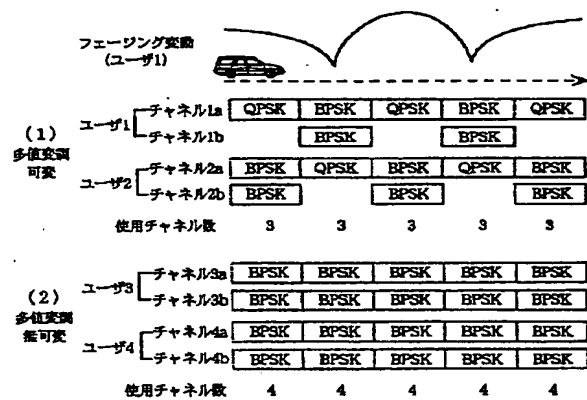 フェージング変動
(ユーザ1)
(1)
多値変調
可変
ユーザ1
チャネル1a QPSK BPSK QPSK BPSK QPSK
チャネル1b BPSK BPSK
ユーザ2
チャネル2a BPSK QPSK BPSK QPSK BPSK
チャネル2b BPSK BPSK BPSK
使用チャネル数 3 3 3 3 3
(2)
多値変調
無可変
ユーザ3
チャネル3a BPSK BPSK BPSK BPSK BPSK
チャネル3b BPSK BPSK BPSK BPSK BPSK
ユーザ4
チャネル4a BPSK BPSK BPSK BPSK BPSK
チャネル4b BPSK BPSK BPSK BPSK BPSK
使用チャネル数 4 4 4 4 4